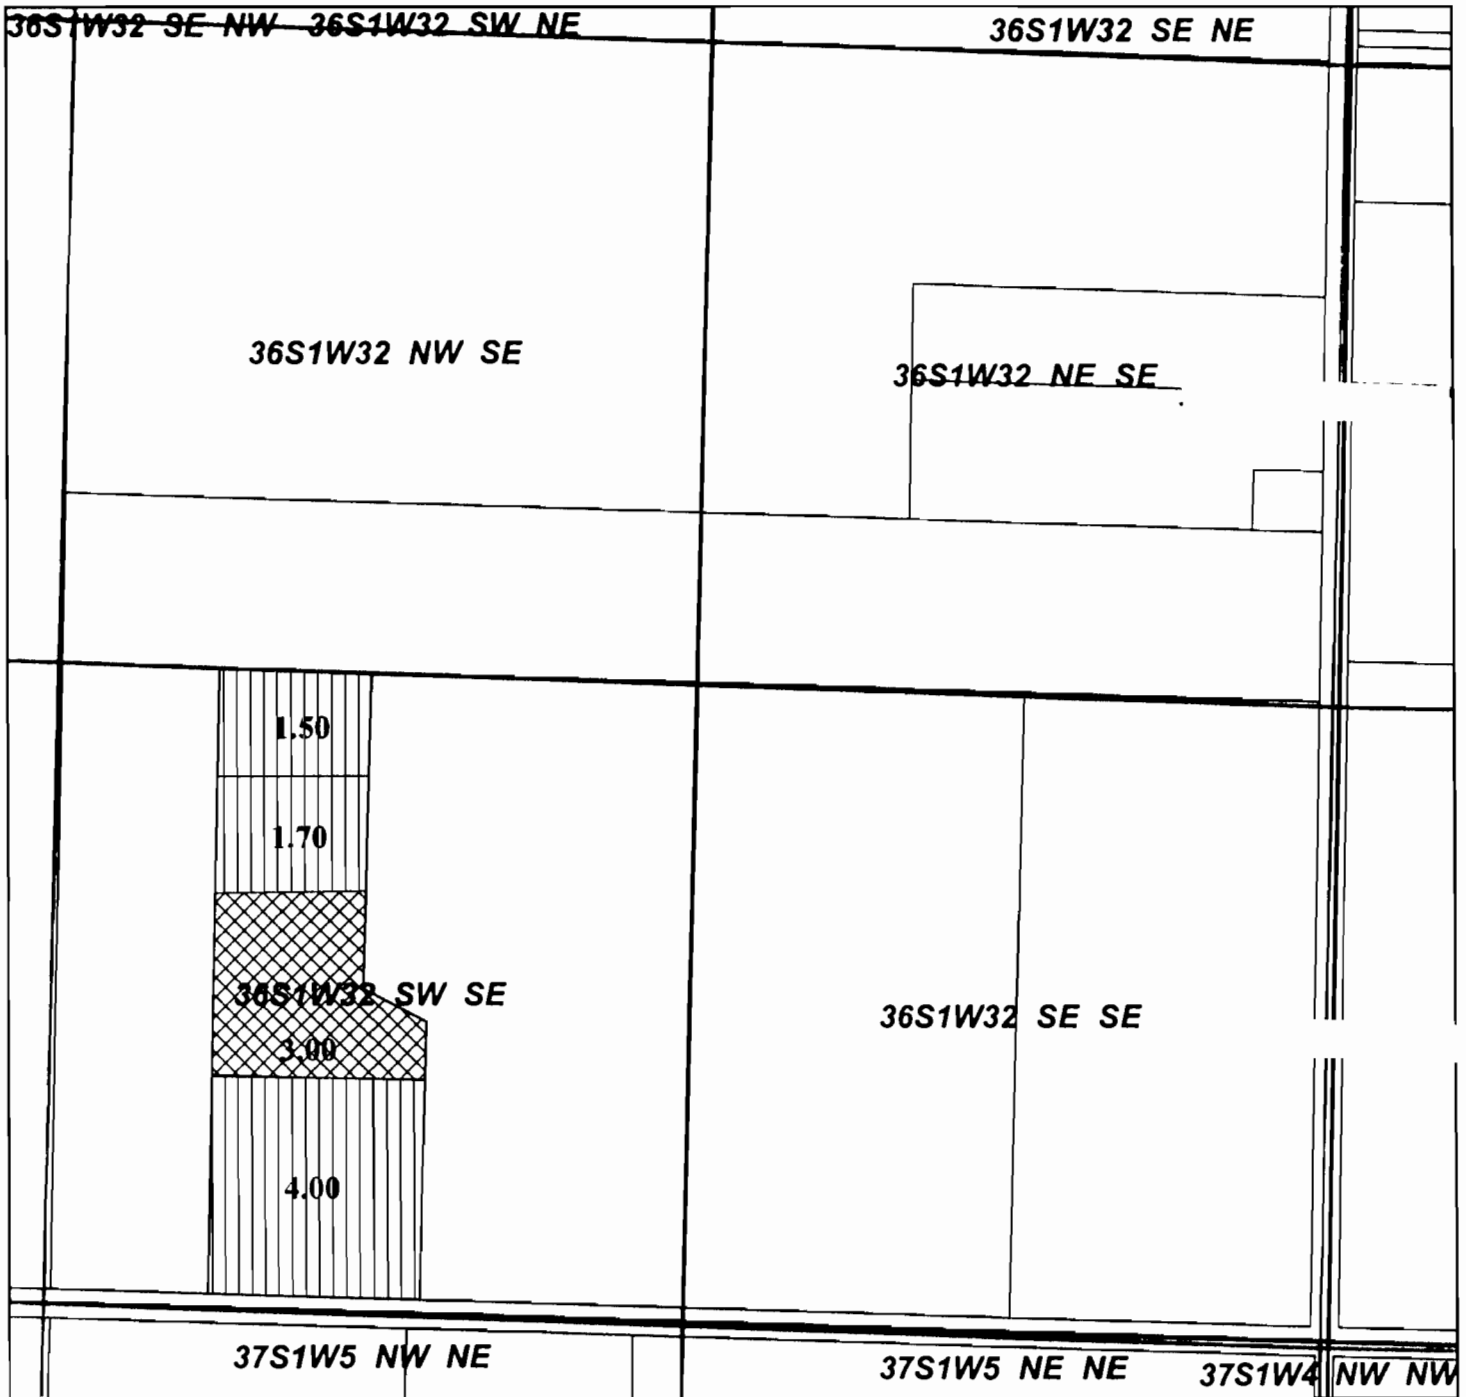 36S1W32 SE NW 36S1W32 SW NE
36S1W32 SE NE
36S1W32 NW SE
36S1W32 NE SE
1.50
1.70
36S1W32 SW SE
3.00
36S1W32 SE SE
4.00
37S1W5 NW NE
37S1W5 NE NE
37S1W4 NW NW